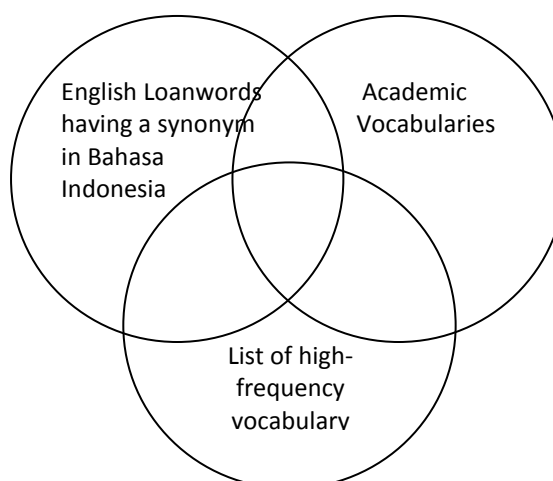 English Loanwords
having a synonym
in Bahasa
Indonesia
Academic
Vocabularies
List of high-
frequency
vocabulary